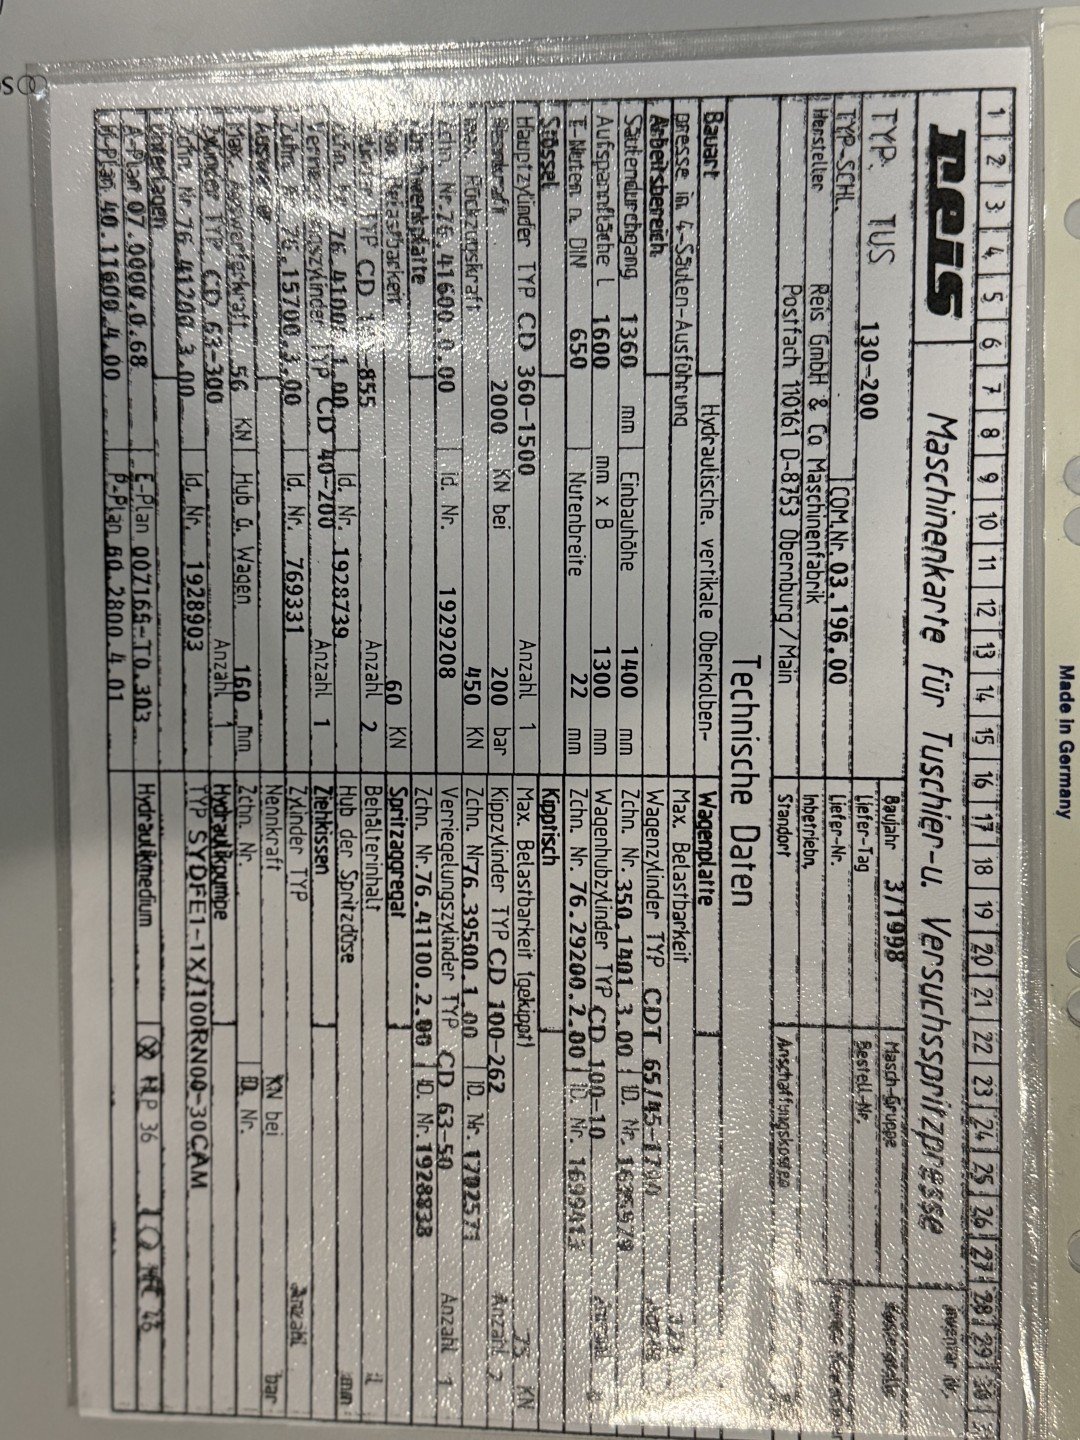 Made in Germany
1 2 3 4 5 6 7 8 9 10 11 12 13 14 15 16 17 18 19 20 21 22 23 24 25 26 27 28 29 30
reis Maschinenkarte für Tuschier-u. Versuchsspritzpresse
TYP. TUS 130-200
Baujahr 3/1998 Masch-Gruppe
Liefer-Tag Bestell-Nr.
TYP-SCHL. COM.Nr. 03.196.00 Liefer-Nr.
Hersteller Reis GmbH & Co Maschinenfabrik Inbetriebn.
Postfach 110161 D-8753 Obernburg/Main Standort Anschaffungskosten
Technische Daten
Bauart Hydraulische. vertikale Oberkolben-
presse in 4-Säulen-Ausführung
Arbeitsbereich
Säulendurchgang 1360 mm Einbauhöhe 1400 mm
Aufspannfläche L 1600 mm x B 1300 mm
T-Nuten n. DIN 650 Nutenbreite 22 mm
Stössel
Hauptzylinder TYP CD 360-1500 Anzahl 1
Presskraft 2000 KN bei 200 bar
max. Rückzugskraft 450 KN
Zchn. Nr. 76.41600.0.00 Id. Nr. 1929208
60 KN
TYP CD -855 Anzahl 2
76.41001.1.00 Id. Nr. 1928739
TYP CD 40-200 Anzahl 1
15700.3.00 Id. Nr. 769331
Auswerfer
Max. Auswerferkraft 56 KN Hub ü. Wagen. 160 mm
Zylinder TYP CD 63-300 Anzahl 1
Zchn. Nr. 76.41200.3.00 Id. Nr. 1928903
Unterlagen
A-Plan 07.0000.0.68 E-Plan 007166-T0.303
H-Plan 40.11600.4.00 P-Plan 60.2800.4.01
Wagenplatte
Max. Belastbarkeit
Wagenzylinder TYP CDT 65/45-
Zchn. Nr. 350.1401.3.00 ID. Nr.
Wagenhubzylinder TYP CD 100-10
Zchn. Nr. 76.29200.2.00 ID. Nr.
Kipptisch
Max. Belastbarkeit (gekippt) 75 KN
Kippzylinder TYP CD 100-262 Anzahl 2
Zchn. Nr 76.39500.1.00 ID. Nr.
Verriegelungszylinder TYP CD 63-50 Anzahl 1
Zchn. Nr. 76.41100.2.00 ID. Nr. 1928838
Spritzaggregat
Behälterinhalt
Hub der Spritzdüse mm
Ziehkissen
Zylinder TYP Anzahl
Nennkraft KN bei bar
Zchn. Nr. ID. Nr.
Hydraulikpumpe
TYP SYDFE1-1X/100RN00-30CAM
Hydraulikmedium